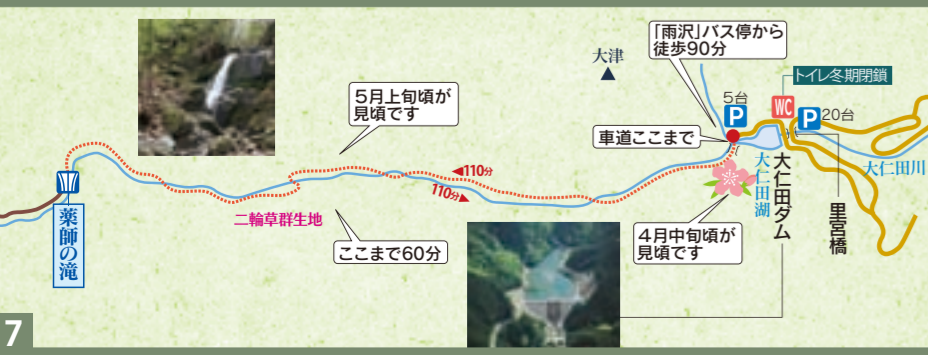 「雨沢」バス停から
徒歩90分
大津
トイレ冬期閉鎖
5台
P
WC
P
20台
5月上旬頃が
見頃です
車道ここまで
◀110分
110分▶
大仁田湖
大仁田ダム
里宮橋
大仁田川
薬師の滝
二輪草群生地
ここまで60分
4月中旬頃が
見頃です
7